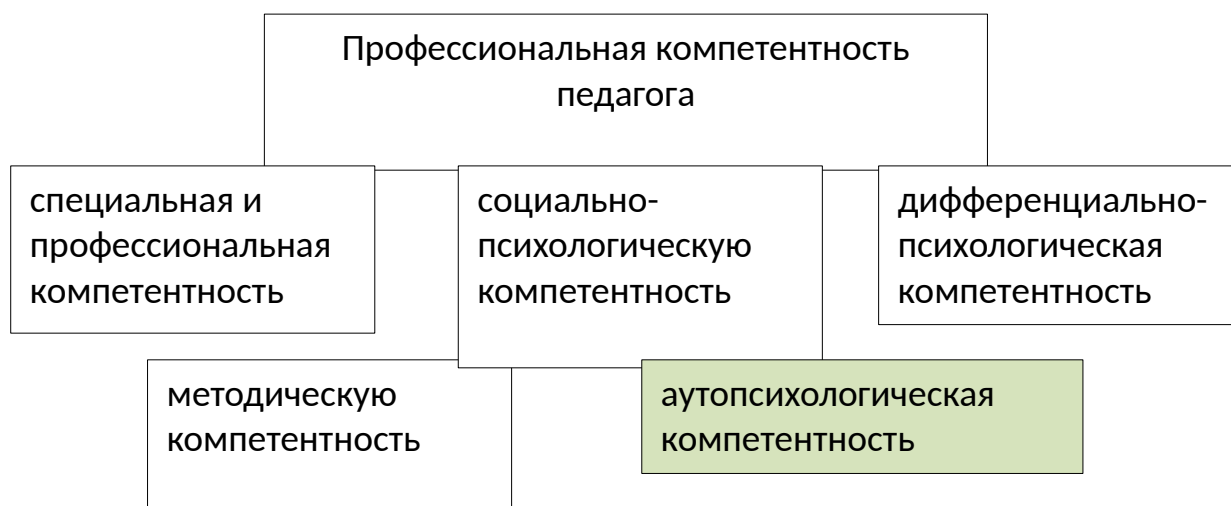 Профессиональная компетентность
педагога
специальная и
профессиональная
компетентность
социально-
психологическую
компетентность
дифференциально-
психологическая
компетентность
методическую
компетентность
аутопсихологическая
компетентность